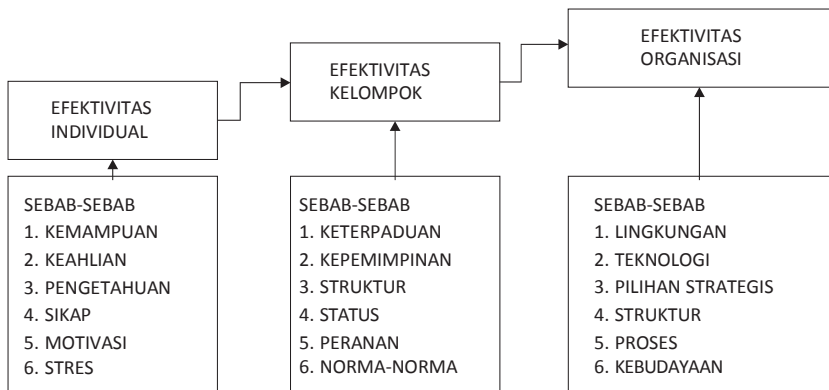 EFEKTIVITAS
INDIVIDUAL
EFEKTIVITAS
KELOMPOK
EFEKTIVITAS
ORGANISASI
SEBAB-SEBAB
1. KEMAMPUAN
2. KEAHLIAN
3. PENGETAHUAN
4. SIKAP
5. MOTIVASI
6. STRES
SEBAB-SEBAB
1. KETERPADUAN
2. KEPEMIMPINAN
3. STRUKTUR
4. STATUS
5. PERANAN
6. NORMA-NORMA
SEBAB-SEBAB
1. LINGKUNGAN
2. TEKNOLOGI
3. PILIHAN STRATEGIS
4. STRUKTUR
5. PROSES
6. KEBUDAYAAN